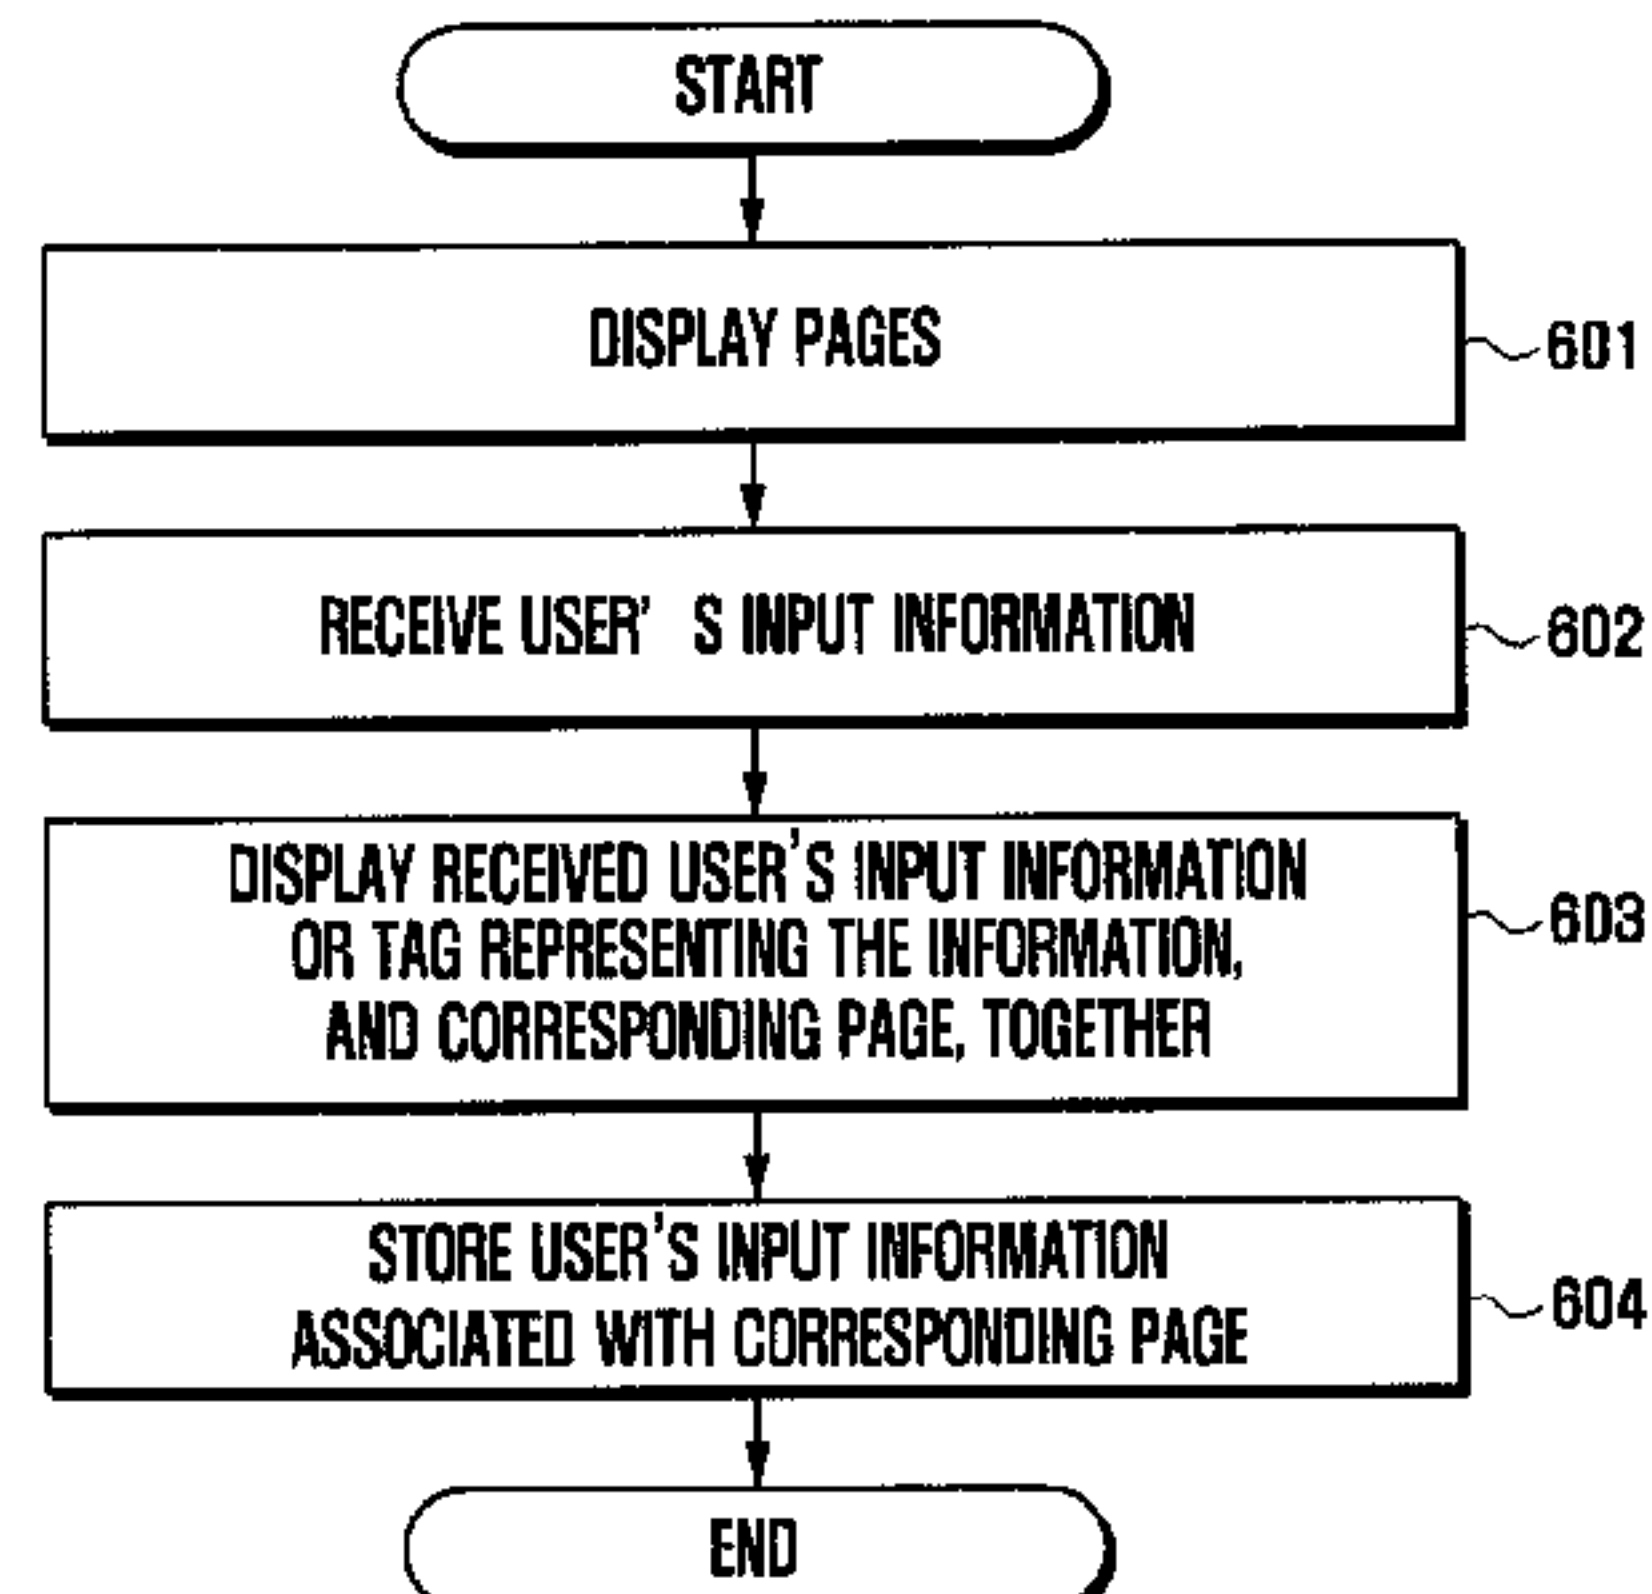 START
DISPLAY PAGES
601
RECEIVE USER' S INPUT INFORMATION
602
DISPLAY RECEIVED USER'S INPUT INFORMATION
OR TAG REPRESENTING THE INFORMATION,
AND CORRESPONDING PAGE, TOGETHER
603
STORE USER'S INPUT INFORMATION
ASSOCIATED WITH CORRESPONDING PAGE
604
END